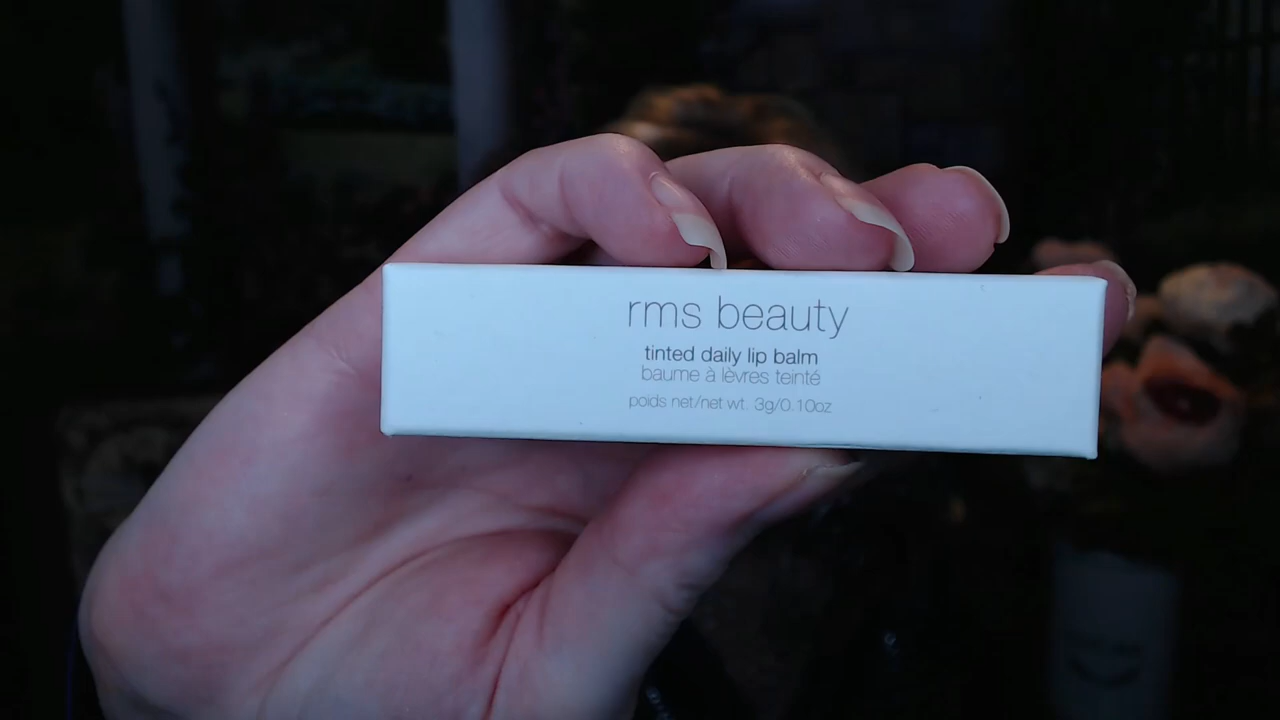 rms beauty
tinted daily lip balm
baume à lèvres teinté
poids net/net wt. 3g/0.10oz